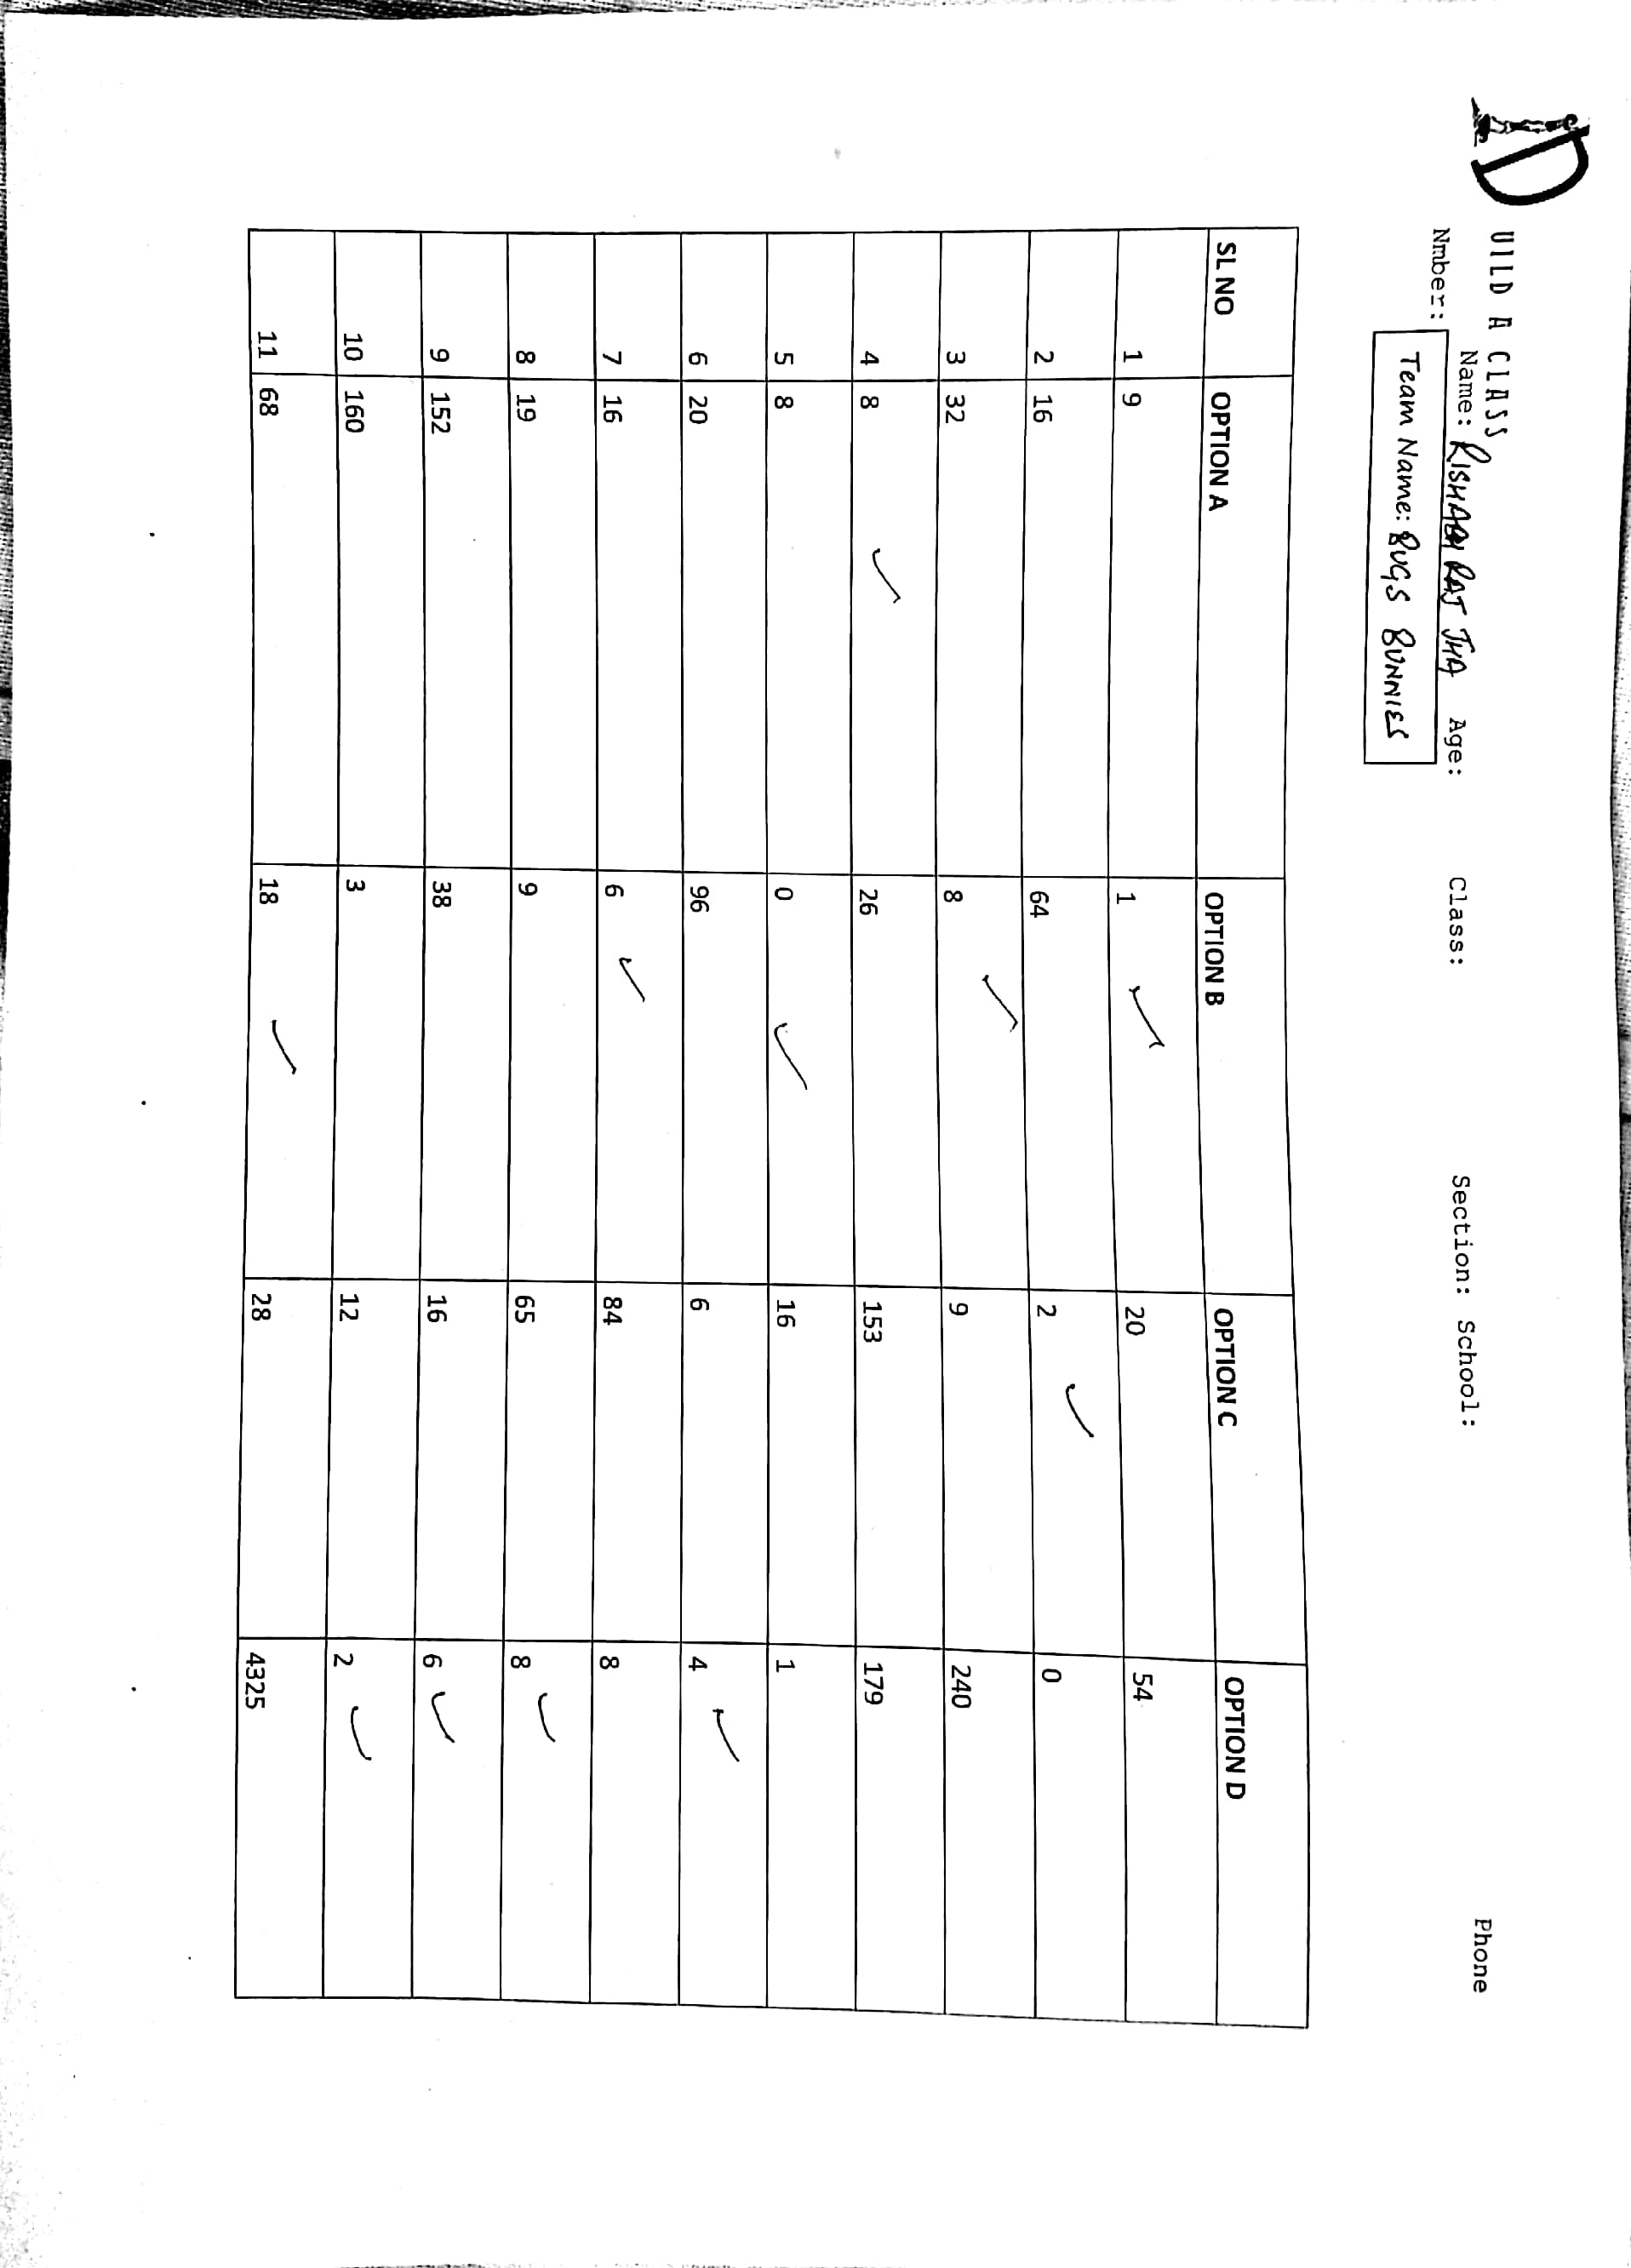 D UILD A CLASS
Name: RISHABH RAJ JHA Age: Class: Section: School: Phone
Nmber:
Team Name: BUGS BUNNIES
SL NO OPTION A OPTION B OPTION C OPTION D
1 9 1 ✓ 20 54
2 16 64 2 ✓ 0
3 32 8 ✓ 9 240
4 8 ✓ 26 153 179
5 8 0 ✓ 16 1
6 20 96 6 4 ✓
7 16 6 ✓ 84 8
8 19 9 65 8 ✓
9 152 38 16 6 ✓
10 160 3 12 2 ✓
11 68 18 ✓ 28 4325